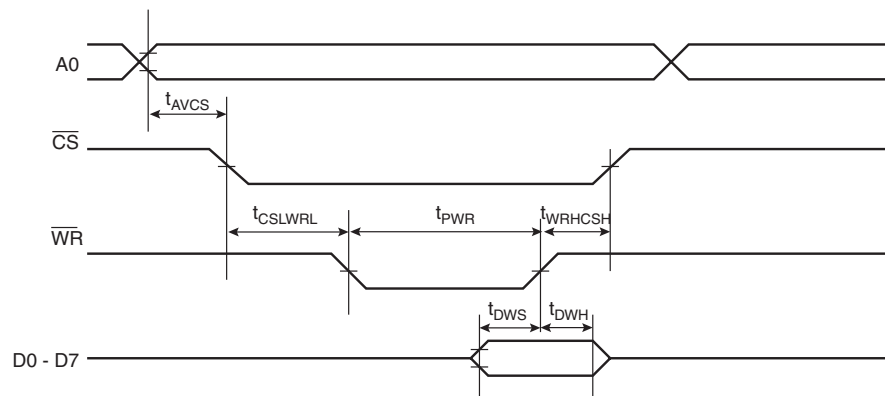 A0
tAVCS
CS
tCSLWRL
tPWR
tWRHCSH
WR
tDWS
tDWH
D0 - D7